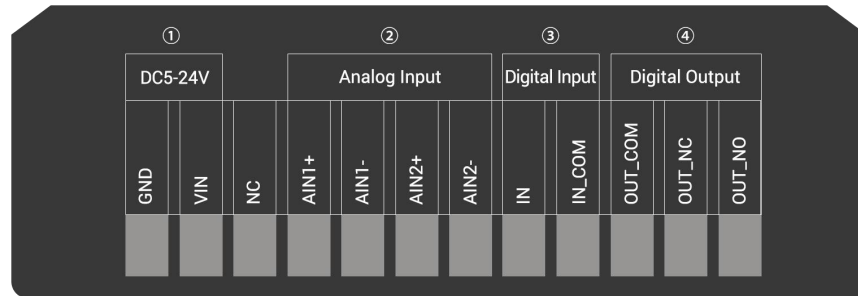 ① ② ③ ④
DC5-24V Analog Input Digital Input Digital Output
GND VIN NC AIN1+ AIN1- AIN2+ AIN2- IN IN_COM OUT_COM OUT_NC OUT_NO